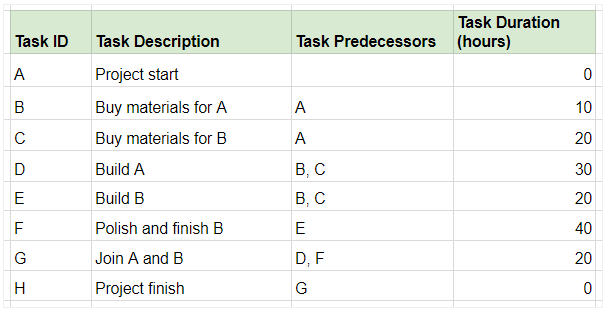 Task ID Task Description Task Predecessors Task Duration (hours)
A Project start 0
B Buy materials for A A 10
C Buy materials for B A 20
D Build A B, C 30
E Build B B, C 20
F Polish and finish B E 40
G Join A and B D, F 20
H Project finish G 0